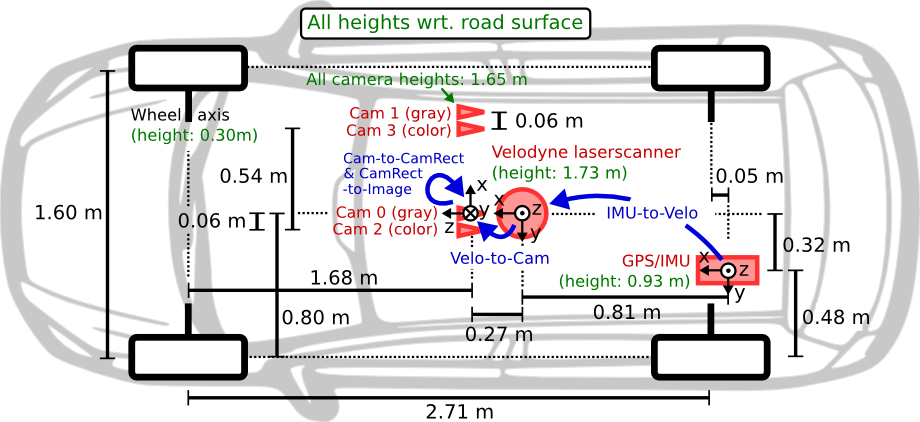 All heights wrt. road surface
All camera heights: 1.65 m
Wheel axis
(height: 0.30m)
Cam 1 (gray)
Cam 3 (color)
0.06 m
Cam-to-CamRect
& CamRect
-to-Image
Velodyne laserscanner
(height: 1.73 m)
0.54 m
0.05 m
x
x
1.60 m
0.06 m
Cam 0 (gray)
Cam 2 (color)
y
z
z
y
IMU-to-Velo
0.32 m
Velo-to-Cam
GPS/IMU
(height: 0.93 m)
x
z
y
1.68 m
0.80 m
0.27 m
0.81 m
0.48 m
2.71 m